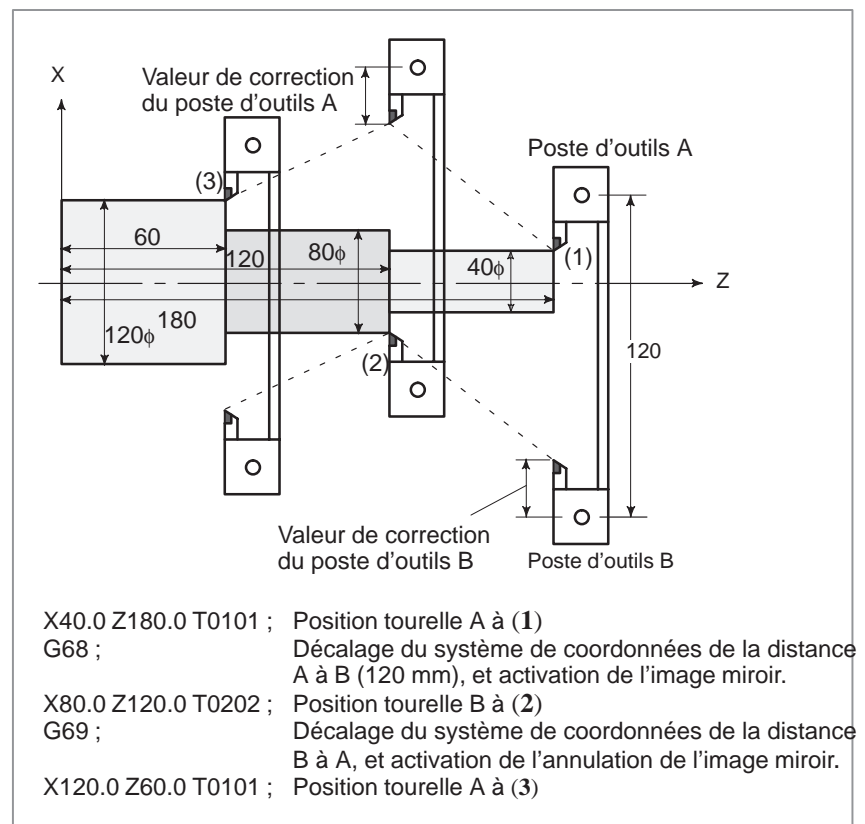 X
Valeur de correction
du poste d'outils A
Poste d'outils A
(3)
(1)
60
120
80ϕ
40ϕ
Z
180
120ϕ
(2)
120
Valeur de correction
du poste d'outils B
Poste d'outils B
X40.0 Z180.0 T0101 ; Position tourelle A à (1)
G68 ; Décalage du système de coordonnées de la distance
A à B (120 mm), et activation de l'image miroir.
X80.0 Z120.0 T0202 ; Position tourelle B à (2)
G69 ; Décalage du système de coordonnées de la distance
B à A, et activation de l'annulation de l'image miroir.
X120.0 Z60.0 T0101 ; Position tourelle A à (3)